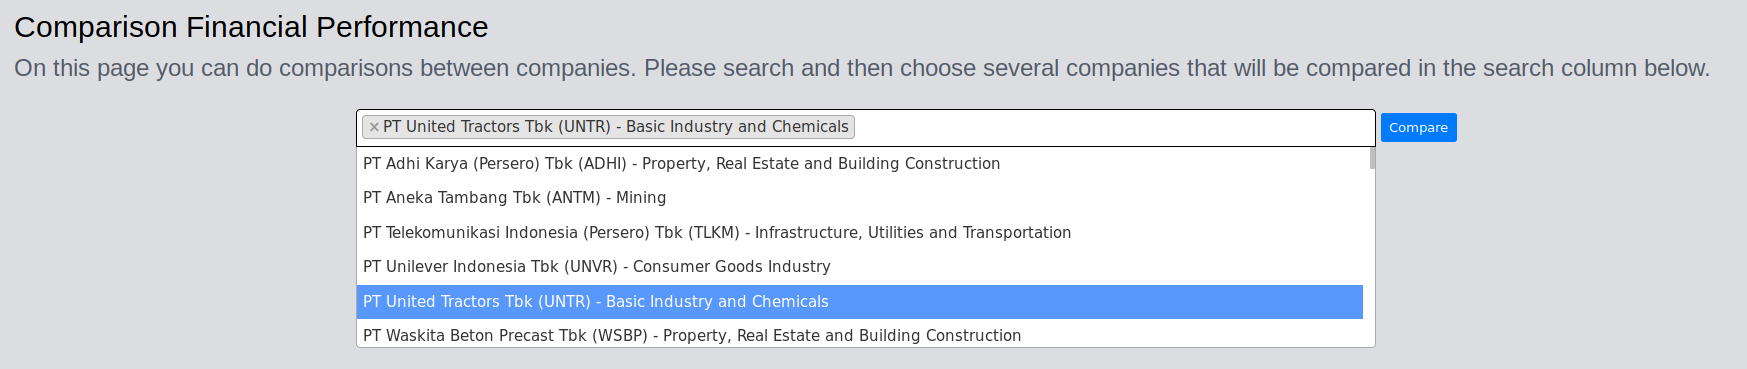 Comparison Financial Performance
On this page you can do comparisons between companies. Please search and then choose several companies that will be compared in the search column below.
×PT United Tractors Tbk (UNTR) - Basic Industry and Chemicals
Compare
PT Adhi Karya (Persero) Tbk (ADHI) - Property, Real Estate and Building Construction
PT Aneka Tambang Tbk (ANTM) - Mining
PT Telekomunikasi Indonesia (Persero) Tbk (TLKM) - Infrastructure, Utilities and Transportation
PT Unilever Indonesia Tbk (UNVR) - Consumer Goods Industry
PT United Tractors Tbk (UNTR) - Basic Industry and Chemicals
PT Waskita Beton Precast Tbk (WSBP) - Property, Real Estate and Building Construction